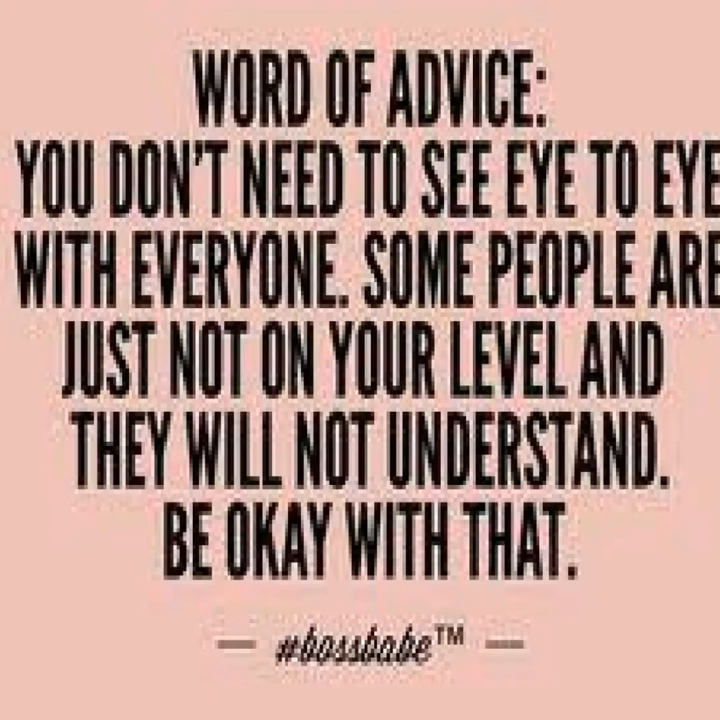 WORD OF ADVICE:
YOU DON'T NEED TO SEE EYE TO EYE
WITH EVERYONE. SOME PEOPLE ARE
JUST NOT ON YOUR LEVEL AND
THEY WILL NOT UNDERSTAND.
BE OKAY WITH THAT.
— #bossbabe™ —